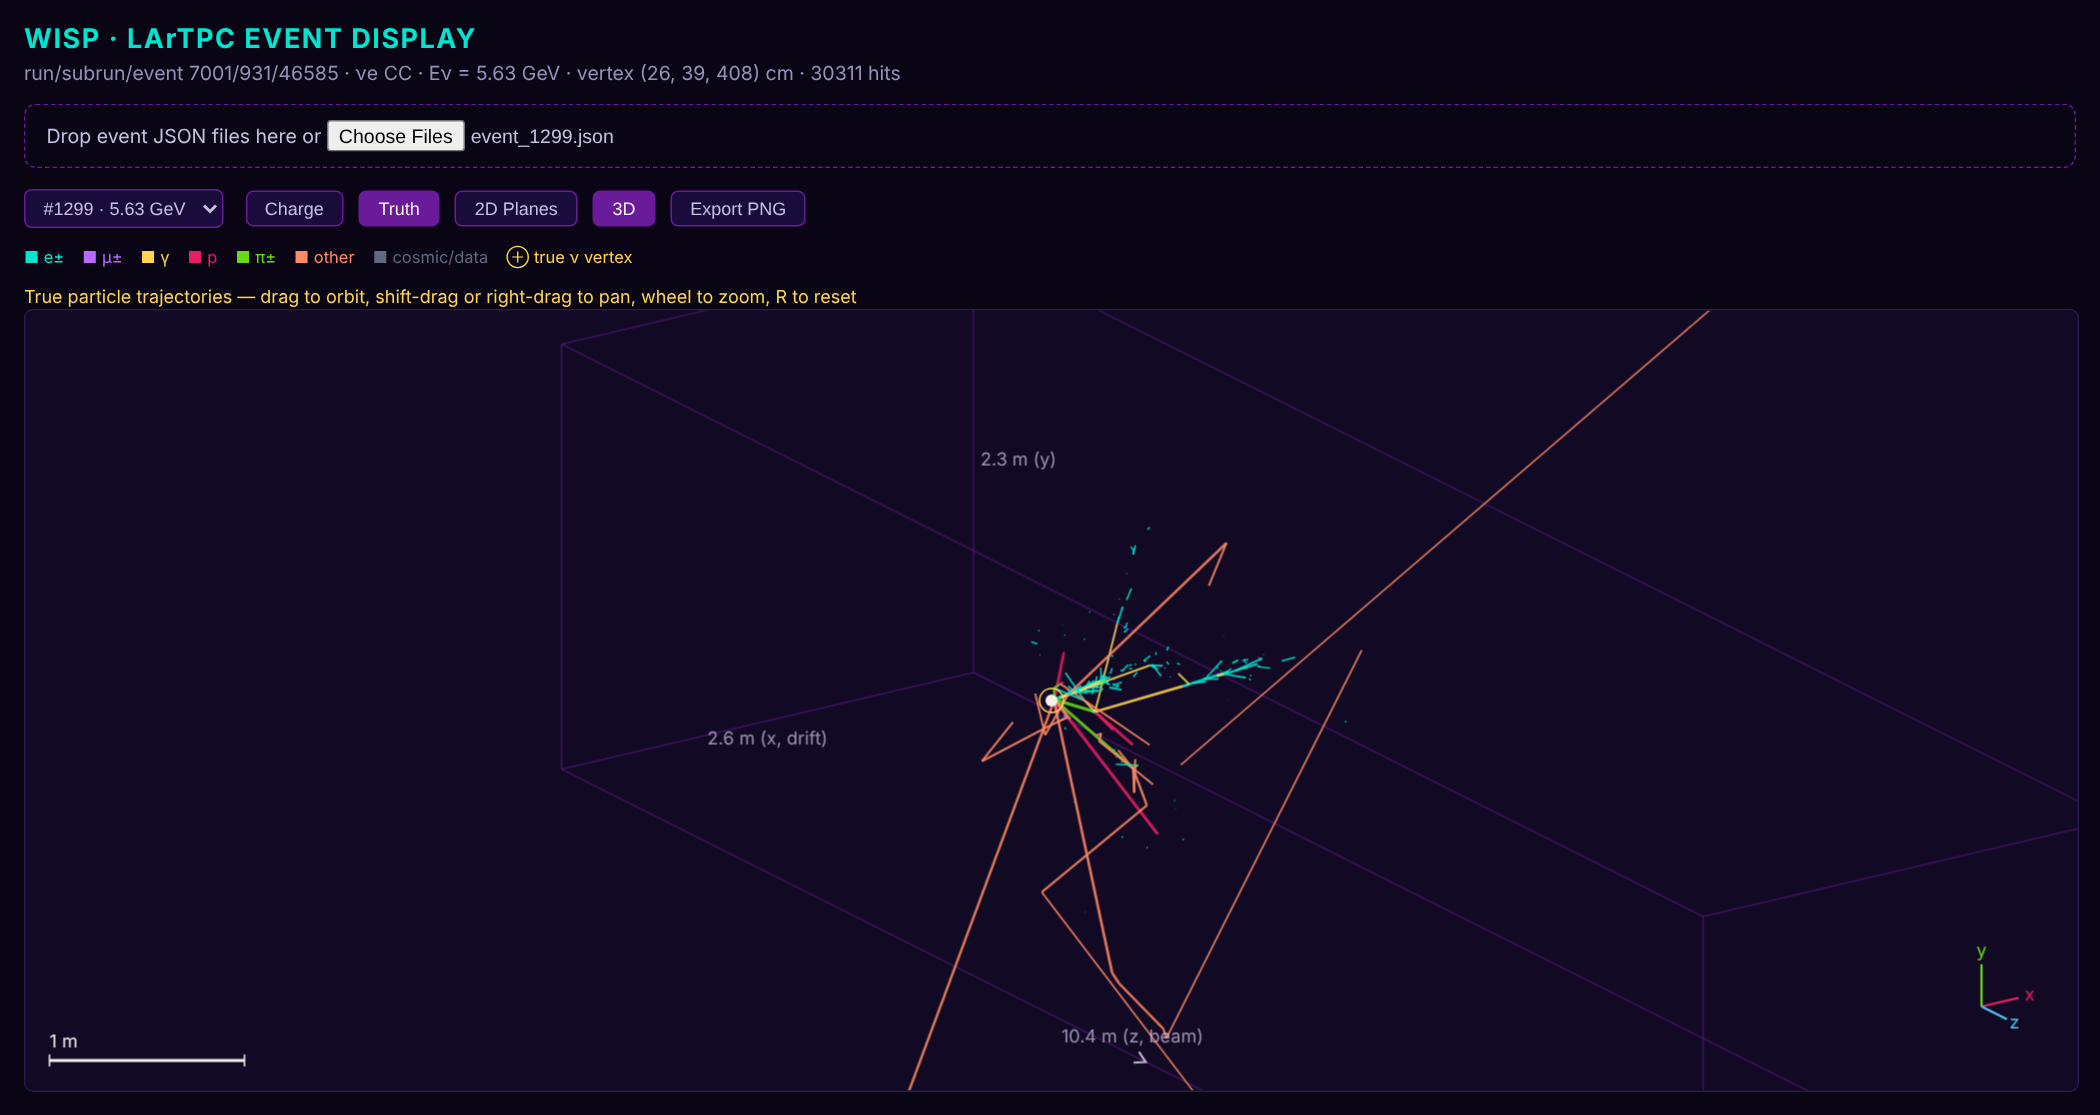 WISP · LArTPC EVENT DISPLAY
run/subrun/event 7001/931/46585 · νe CC · Eν = 5.63 GeV · vertex (26, 39, 408) cm · 30311 hits
Drop event JSON files here or Choose Files event_1299.json
#1299 · 5.63 GeV Charge Truth 2D Planes 3D Export PNG
e± μ± γ p π± other cosmic/data true ν vertex
True particle trajectories — drag to orbit, shift-drag or right-drag to pan, wheel to zoom, R to reset
2.3 m (y)
2.6 m (x, drift)
10.4 m (z, beam)
1 m
y
x
z